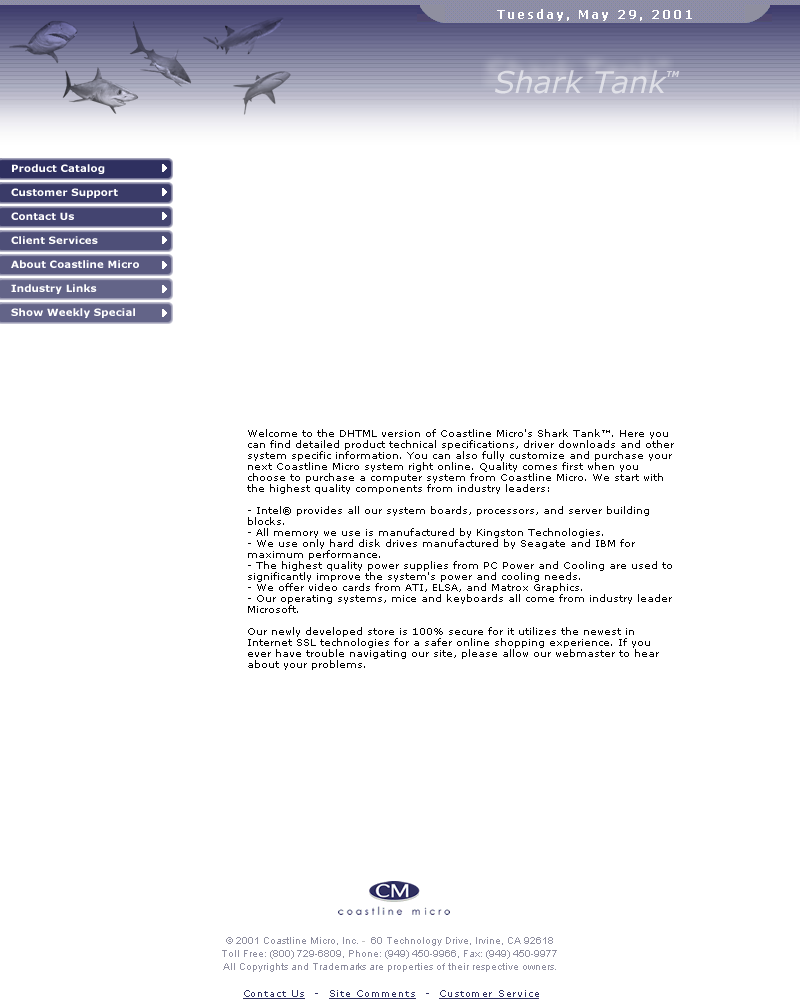 Tuesday, May 29, 2001
Shark Tank™
Product Catalog
Customer Support
Contact Us
Client Services
About Coastline Micro
Industry Links
Show Weekly Special
Welcome to the DHTML version of Coastline Micro's Shark Tank™. Here you
can find detailed product technical specifications, driver downloads and other
system specific information. You can also fully customize and purchase your
next Coastline Micro system right online. Quality comes first when you
choose to purchase a computer system from Coastline Micro. We start with
the highest quality components from industry leaders:
- Intel® provides all our system boards, processors, and server building
blocks.
- All memory we use is manufactured by Kingston Technologies.
- We use only hard disk drives manufactured by Seagate and IBM for
maximum performance.
- The highest quality power supplies from PC Power and Cooling are used to
significantly improve the system's power and cooling needs.
- We offer video cards from ATI, ELSA, and Matrox Graphics.
- Our operating systems, mice and keyboards all come from industry leader
Microsoft.
Our newly developed store is 100% secure for it utilizes the newest in
Internet SSL technologies for a safer online shopping experience. If you
ever have trouble navigating our site, please allow our webmaster to hear
about your problems.
CM
coastline micro
© 2001 Coastline Micro, Inc. - 60 Technology Drive, Irvine, CA 92618
Toll Free: (800) 729-6809, Phone: (949) 450-9966, Fax: (949) 450-9977
All Copyrights and Trademarks are properties of their respective owners.
Contact Us - Site Comments - Customer Service